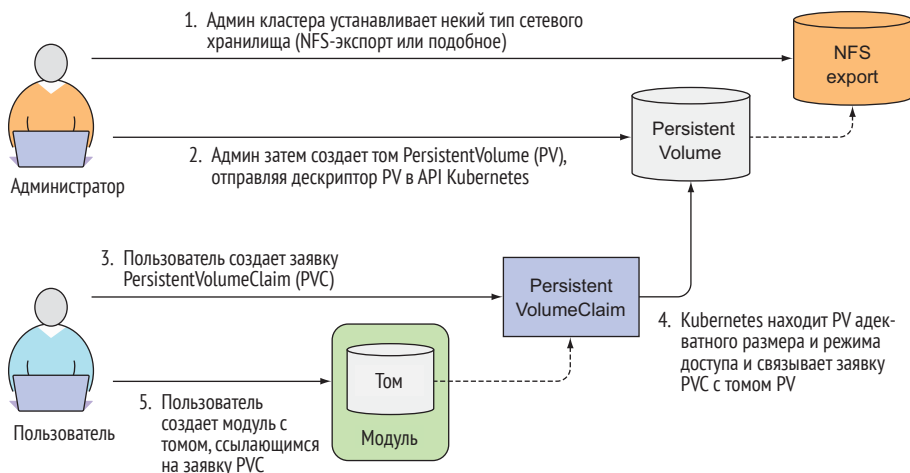 1. Админ кластера устанавливает некий тип сетевого
хранилища (NFS-экспорт или подобное)
NFS
export
Persistent
Volume
2. Админ затем создает том PersistentVolume (PV),
отправляя дескриптор PV в API Kubernetes
Администратор
3. Пользователь создает заявку
PersistentVolumeClaim (PVC)
Persistent
VolumeClaim
4. Kubernetes находит PV адек-
ватного размера и режима
доступа и связывает заявку
PVC с томом PV
Том
Модуль
5. Пользователь
создает модуль с
томом, ссылающимся
на заявку PVC
Пользователь